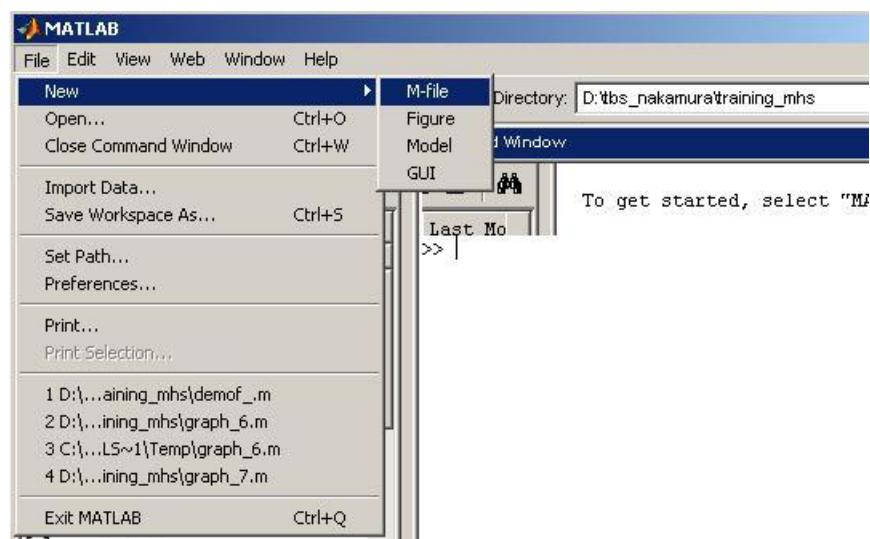 MATLAB
File Edit View Web Window Help
New
Open... Ctrl+O
Close Command Window Ctrl+W
Import Data...
Save Workspace As... Ctrl+S
Set Path...
Preferences...
Print...
Print Selection...
1 D:\...aining_mhs\demof_.m
2 D:\...ining_mhs\graph_6.m
3 C:\...LS~1\Temp\graph_6.m
4 D:\...ining_mhs\graph_7.m
Exit MATLAB Ctrl+Q
M-file
Figure
Model
GUI
Directory: D:\tbs_nakamura\training_mhs
Window
To get started, select "MA
Last Mo
>>